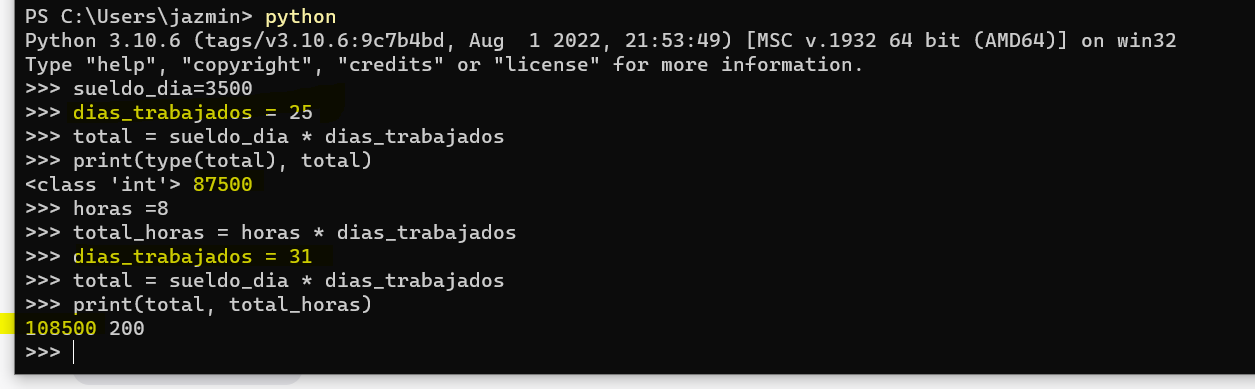 PS C:\Users\jazmin> python
Python 3.10.6 (tags/v3.10.6:9c7b4bd, Aug  1 2022, 21:53:49) [MSC v.1932 64 bit (AMD64)] on win32
Type "help", "copyright", "credits" or "license" for more information.
>>> sueldo_dia=3500
>>> dias_trabajados = 25
>>> total = sueldo_dia * dias_trabajados
>>> print(type(total), total)
<class 'int'> 87500
>>> horas =8
>>> total_horas = horas * dias_trabajados
>>> dias_trabajados = 31
>>> total = sueldo_dia * dias_trabajados
>>> print(total, total_horas)
108500 200
>>>